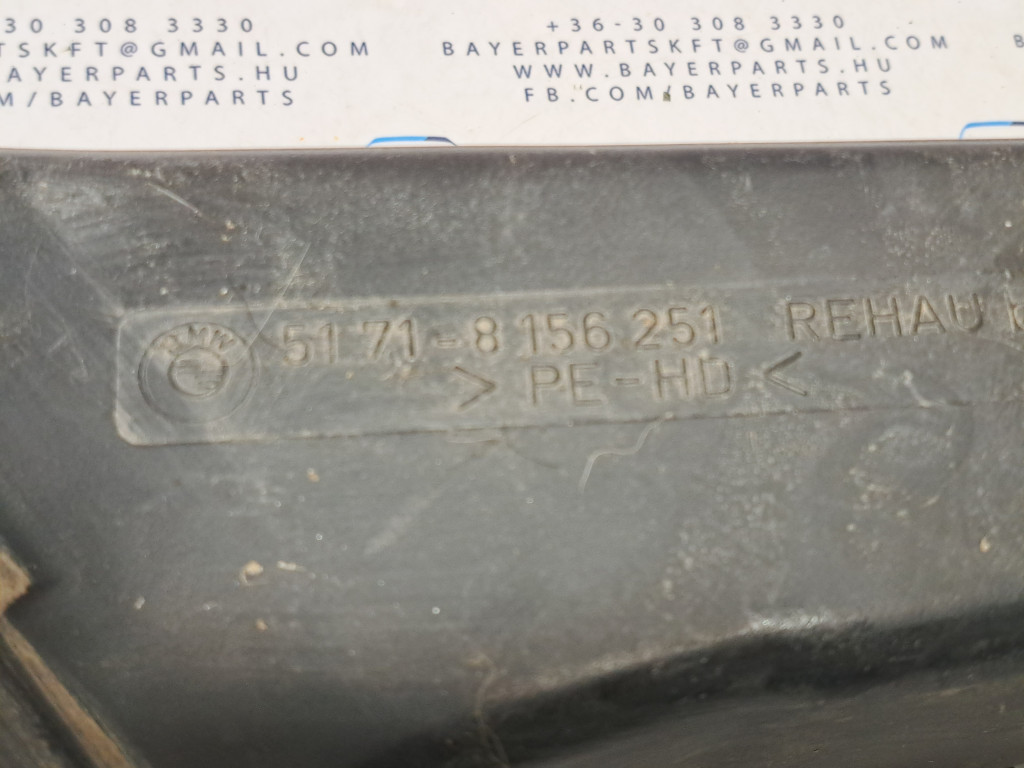 30 308 3330
TSKFT@GMAIL.COM
AYERPARTS.HU
M/BAYERPARTS
+36-30 308 3330
BAYERPARTSKFT@GMAIL.COM
WWW.BAYERPARTS.HU
FB.COM/BAYERPARTS
B
BMW
51 71-8 156 251 REHAU
> PE-HD <